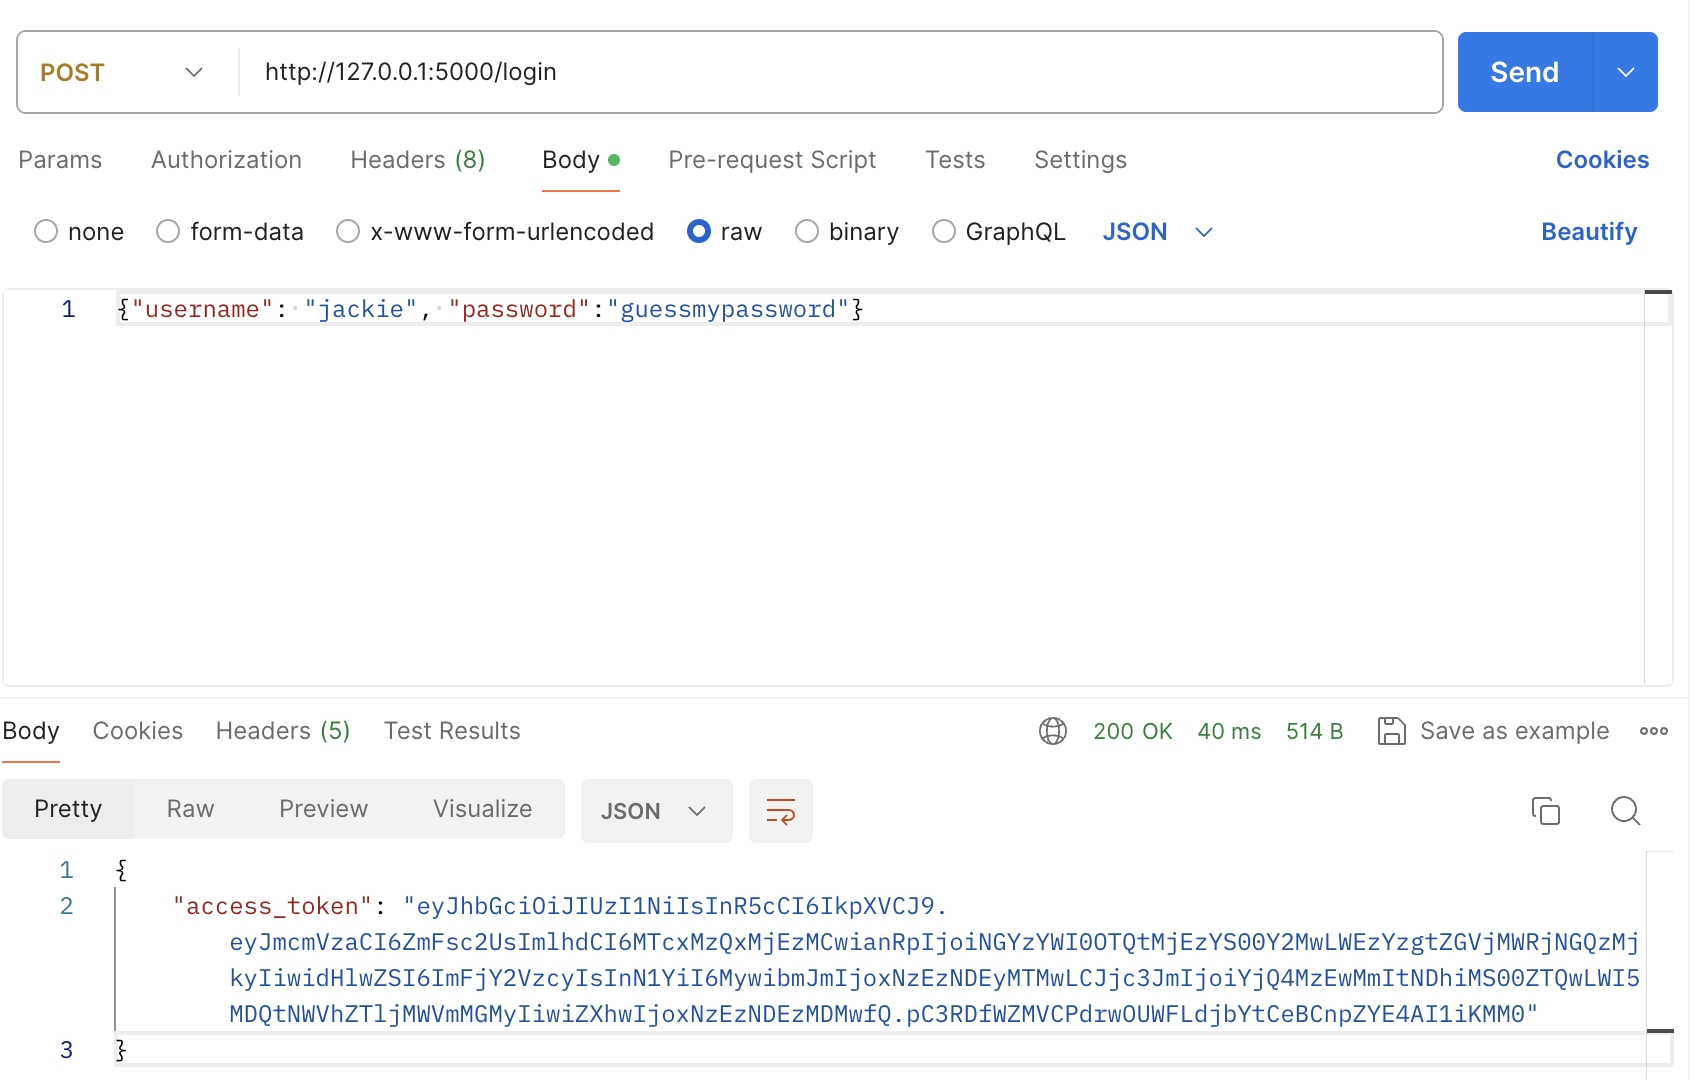 POST http://127.0.0.1:5000/login Send
Params Authorization Headers (8) Body Pre-request Script Tests Settings Cookies
none form-data x-www-form-urlencoded raw binary GraphQL JSON Beautify
1 {"username": "jackie", "password":"guessmypassword"}
Body Cookies Headers (5) Test Results 200 OK 40 ms 514 B Save as example
Pretty Raw Preview Visualize JSON
1 {
2 "access_token": "eyJhbGciOiJIUzI1NiIsInR5cCI6IkpXVCJ9.
eyJmcmVzaCI6ZmFsc2UsImlhdCI6MTcxMzQxMjEzMCwianRpIjoiNGYzYWI0OTQtMjEzYS00Y2MwLWEzYzgtZGVjMWRjNGQzMj
kyIiwidHlwZSI6ImFjY2VzcyIsInN1YiI6MywibmJmIjoxNzEzNDEyMTMwLCJjc3JmIjoiYjQ4MzEwMmItNDhiMS00ZTQwLWI5
MDQtNWVhZTljMWVmMGMyIiwiZXhwIjoxNzEzNDEzMDMwfQ.pC3RDfWZMVCPdrwOUWFLdjbYtCeBCnpZYE4AI1iKMM0"
3 }